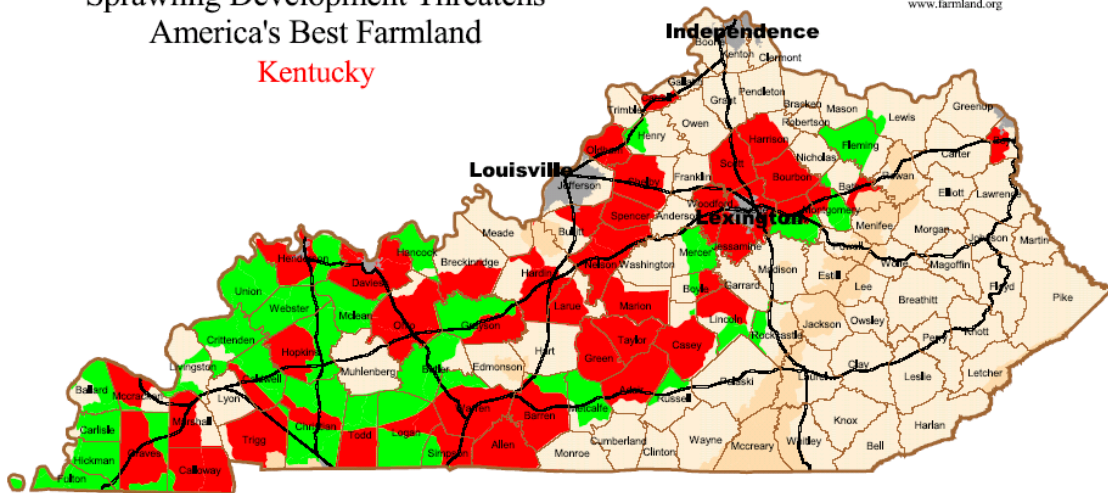 Sprawling Development Threatens
America's Best Farmland
Kentucky
www.farmland.org
Independence
Boone
Kenton
Clermont
Grant
Pendleton
Bracken
Mason
Lewis
Greenup
Trimble
Owen
Robertson
Henry
Harrison
Fleming
Carter
Oldham
Nicholas
Rowan
Louisville
Jefferson
Shelby
Franklin
Scott
Bourbon
Elliott
Lawrence
Woodford
Lexington
Montgomery
Menifee
Morgan
Spencer
Anderson
Bullitt
Meade
Jessamine
Johnson
Martin
Hancock
Mercer
Henderson
Breckinridge
Hardin
Nelson
Washington
Madison
Estill
Wolfe
Magoffin
Daviess
Garrard
Boyle
Lee
Floyd
Pike
Union
Webster
Mclean
Larue
Marion
Breathitt
Ohio
Grayson
Lincoln
Rockcastle
Jackson
Owsley
Knott
Perry
Crittenden
Hopkins
Taylor
Casey
Hart
Green
Livingston
Muhlenberg
Edmonson
Butler
Clay
Letcher
Leslie
Laurel
Pulaski
Ballard
Mccracken
Lyon
Caldwell
Adair
Russell
Metcalfe
Warren
Barren
Marshall
Carlisle
Graves
Trigg
Christian
Todd
Logan
Simpson
Allen
Monroe
Cumberland
Clinton
Wayne
Mccreary
Whitley
Knox
Bell
Harlan
Hickman
Fulton
Calloway